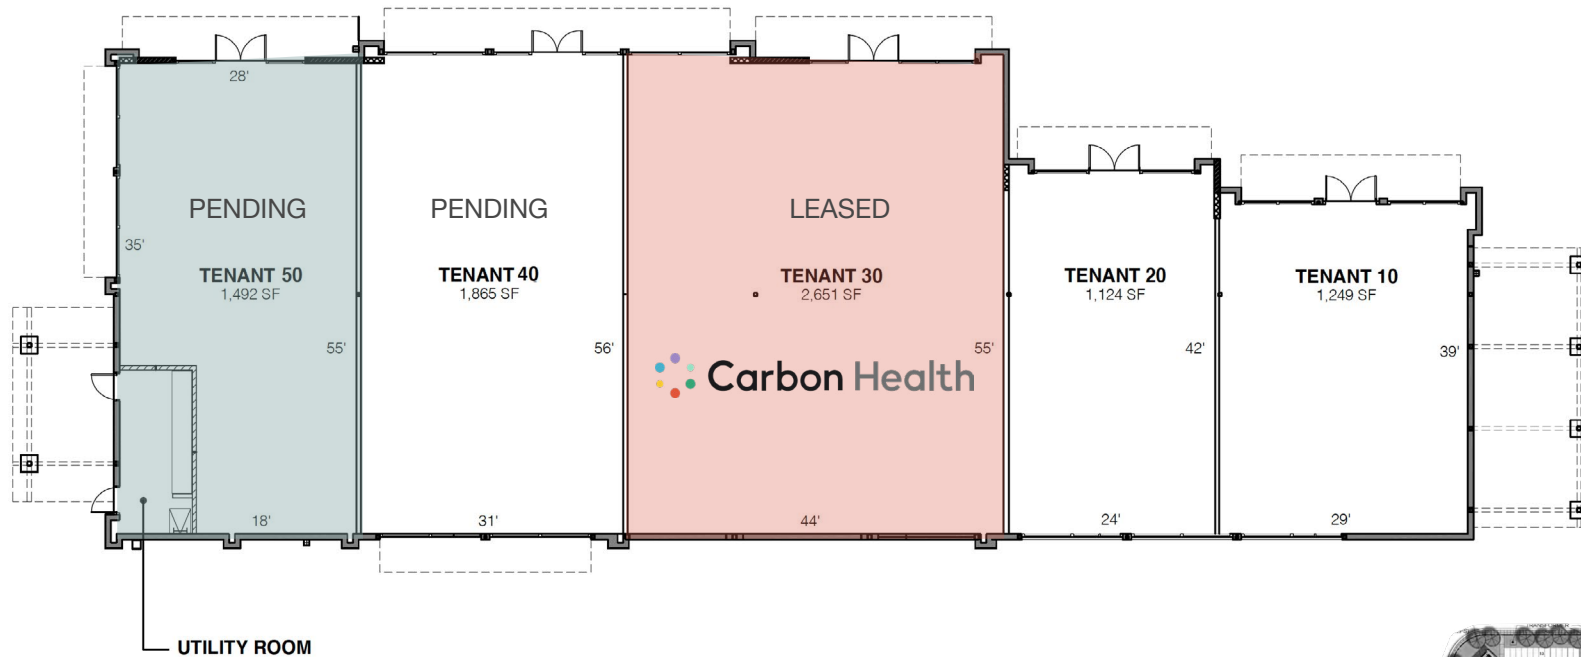 28'
PENDING
PENDING
LEASED
35'
TENANT 50
1,492 SF
TENANT 40
1,865 SF
TENANT 30
2,651 SF
TENANT 20
1,124 SF
TENANT 10
1,249 SF
55'
56'
55'
42'
39'
Carbon Health
18'
31'
44'
24'
29'
UTILITY ROOM